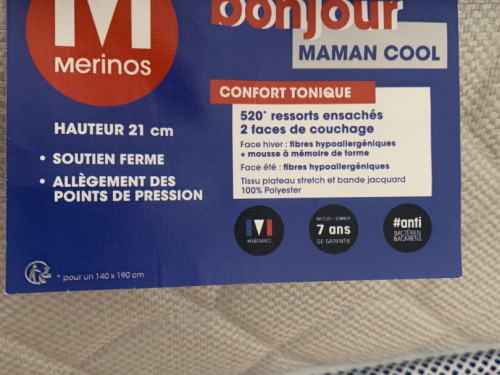 M
Merinos
bonjour
MAMAN COOL
CONFORT TONIQUE
520* ressorts ensachés
2 faces de couchage
Face hiver : fibres hypoallergéniques
+ mousse à mémoire de forme
Face été : fibres hypoallergéniques
Tissu plateau stretch et bande jacquard
100% Polyester
HAUTEUR 21 cm
• SOUTIEN FERME
• ALLÈGEMENT DES
POINTS DE PRESSION
7 ans
DE GARANTIE
#anti
BACTÉRIEN
&ACARIENS
* pour un 140 x 190 cm